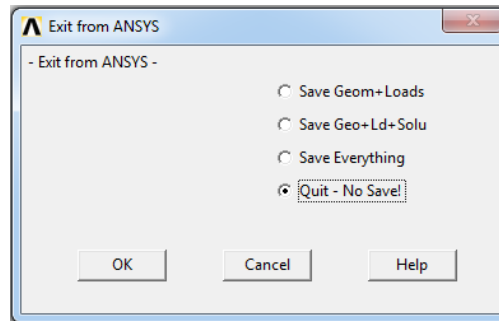 Exit from ANSYS
- Exit from ANSYS -
Save Geom+Loads
Save Geo+Ld+Solu
Save Everything
Quit - No Save!
OK Cancel Help